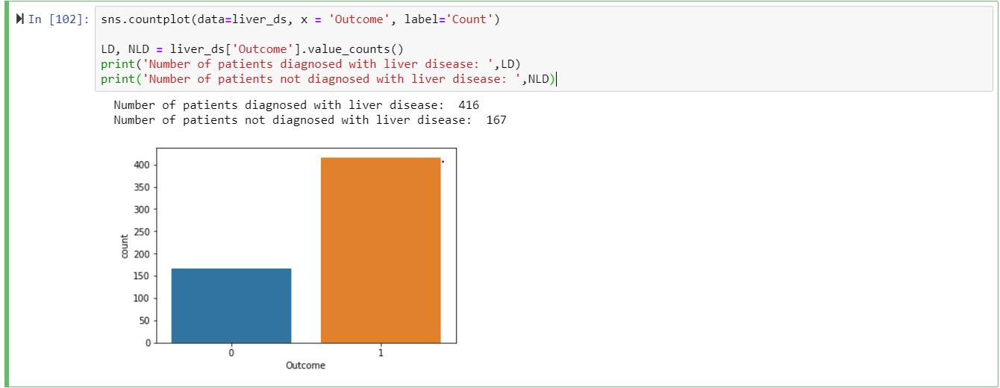 In [102]:
sns.countplot(data=liver_ds, x = 'Outcome', label='Count')
LD, NLD = liver_ds['Outcome'].value_counts()
print('Number of patients diagnosed with liver disease: ',LD)
print('Number of patients not diagnosed with liver disease: ',NLD)
Number of patients diagnosed with liver disease:  416
Number of patients not diagnosed with liver disease:  167
400
350
300
250
200
150
100
50
0
count
0 1
Outcome